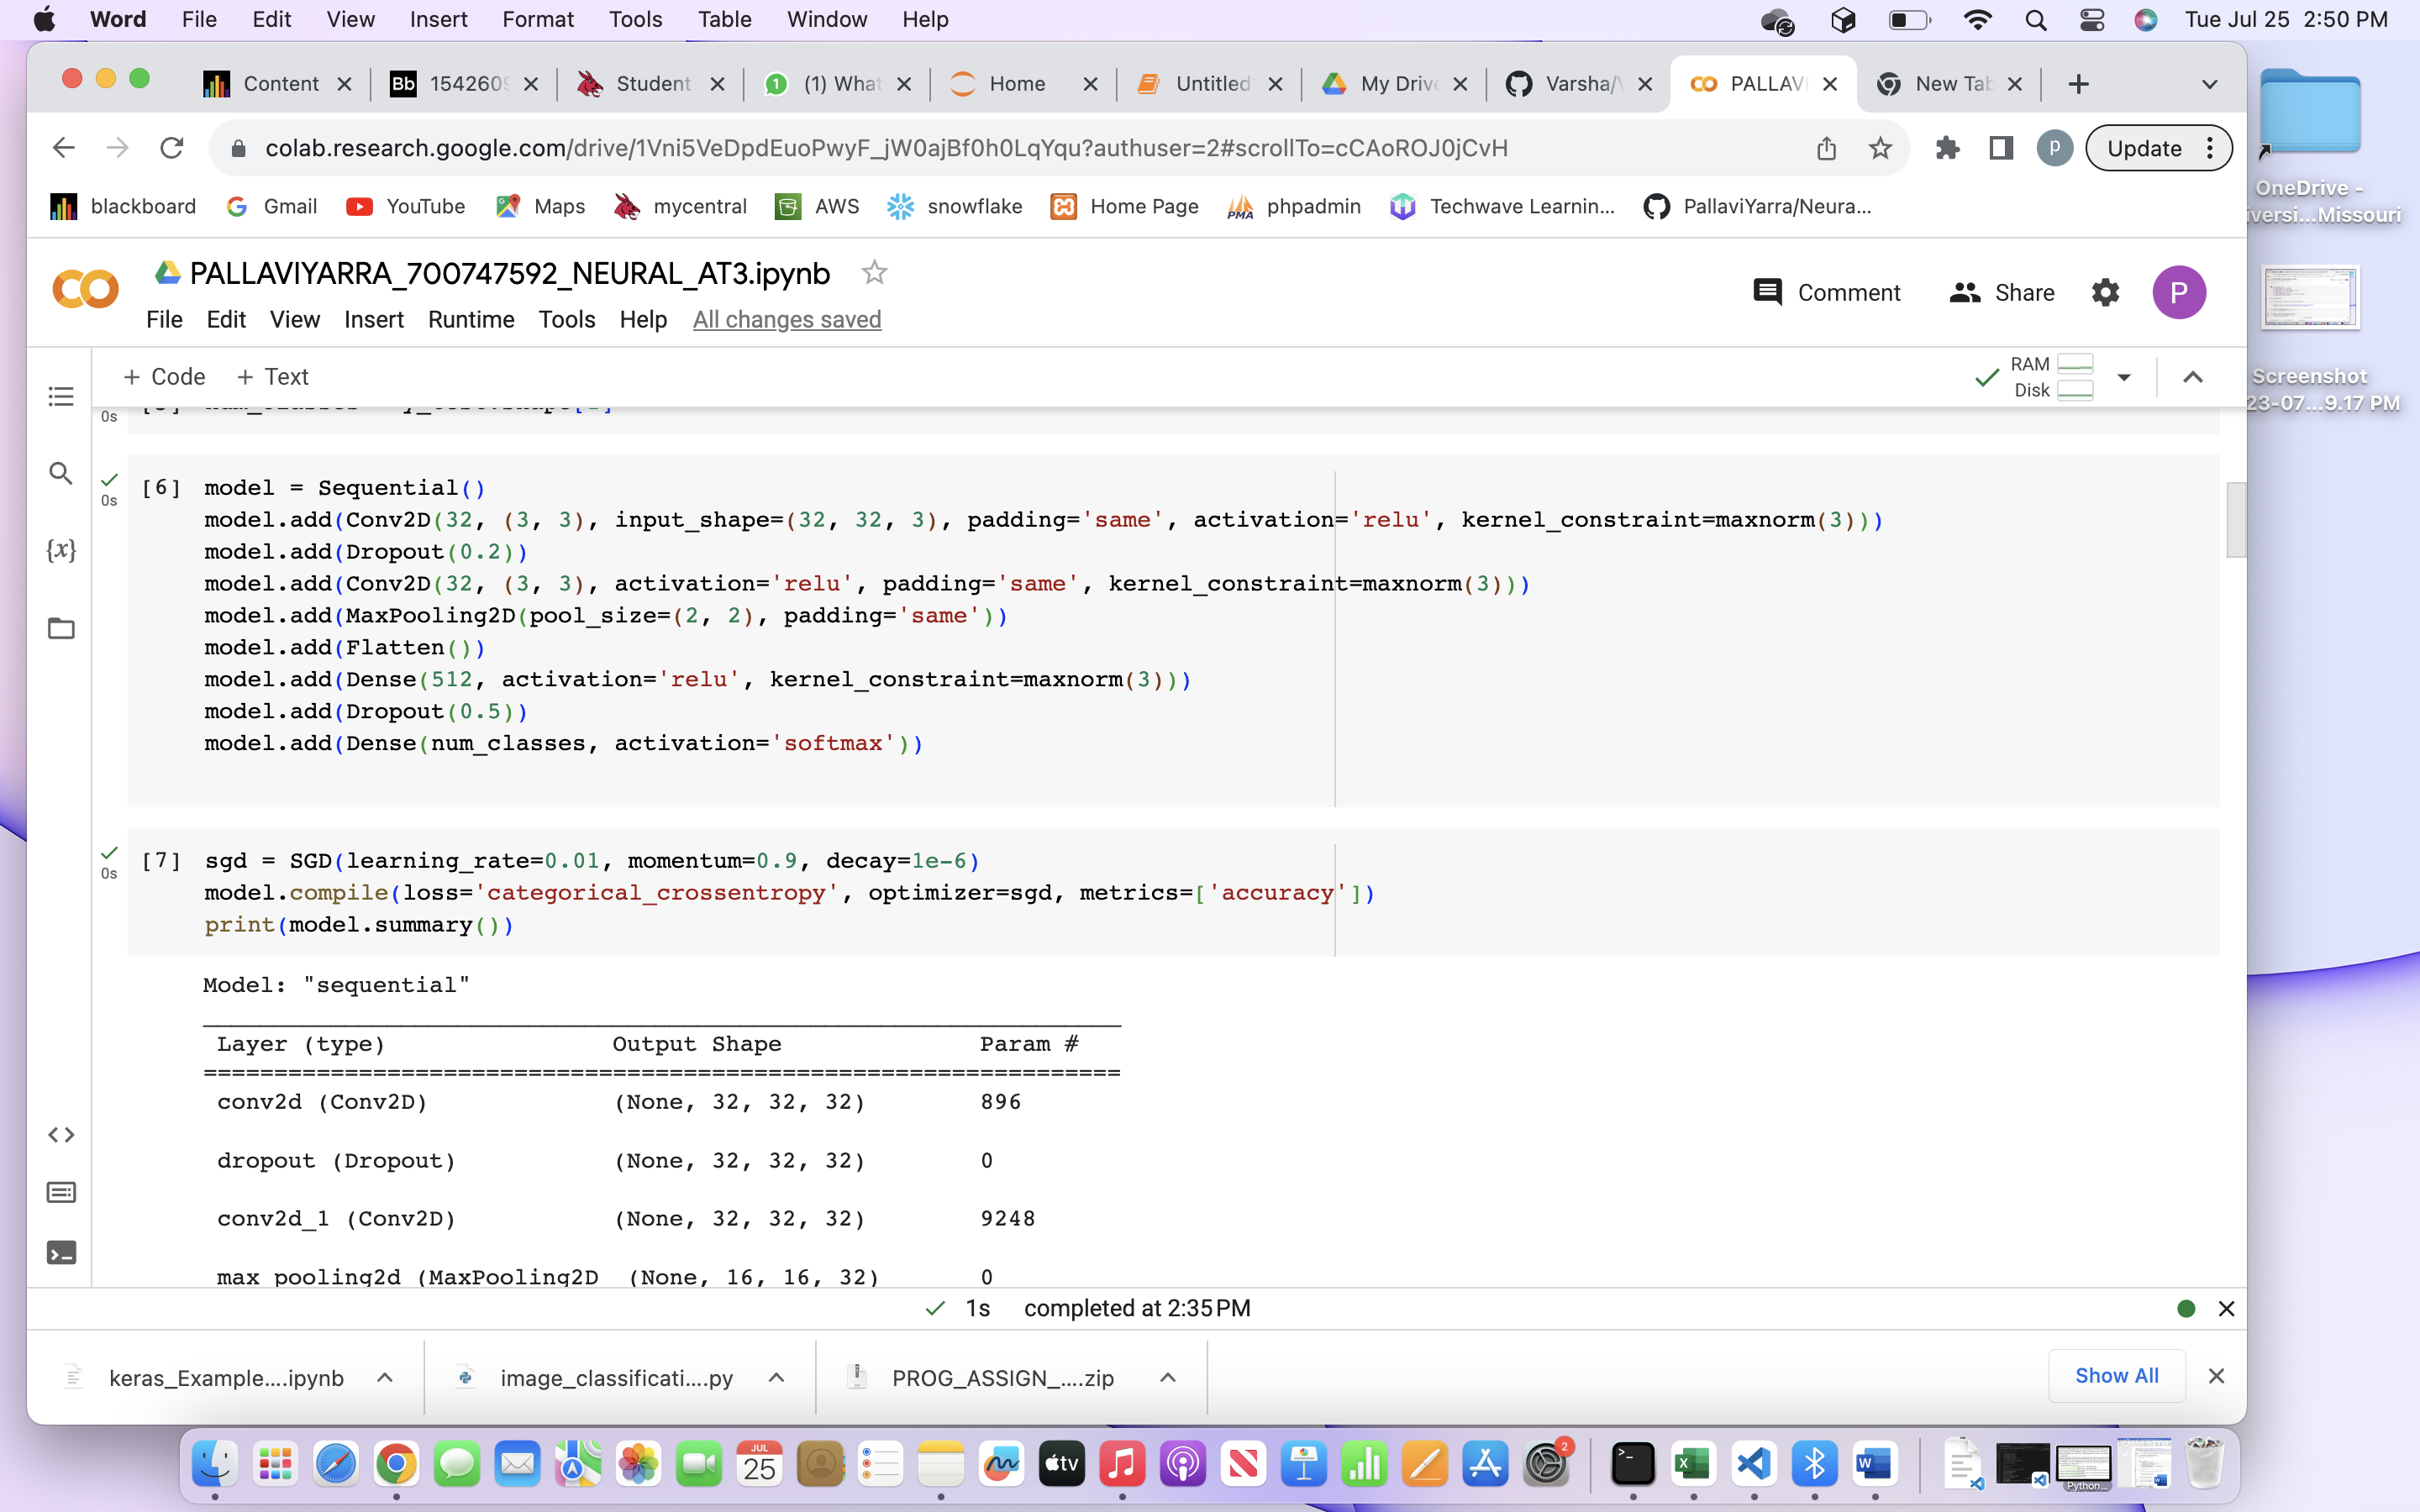 Word File Edit View Insert Format Tools Table Window Help Tue Jul 25 2:50 PM
Content Bb 154260 Student 1 (1) What Home Untitled My Drive Varsha/ PALLAVI New Tab
colab.research.google.com/drive/1Vni5VeDpdEuoPwyF_jW0ajBf0h0LqYqu?authuser=2#scrollTo=cCAoROJ0jCvH P Update
blackboard Gmail YouTube Maps mycentral AWS snowflake Home Page PMA phpadmin Techwave Learnin... PallaviYarra/Neura...
OneDrive -
iversi...Missouri
PALLAVIYARRA_700747592_NEURAL_AT3.ipynb
Comment Share P
File Edit View Insert Runtime Tools Help All changes saved
+ Code + Text
RAM
Disk
Screenshot
23-07...9.17 PM
0s
[6] model = Sequential()
0s
model.add(Conv2D(32, (3, 3), input_shape=(32, 32, 3), padding='same', activation='relu', kernel_constraint=maxnorm(3)))
{x}
model.add(Dropout(0.2))
model.add(Conv2D(32, (3, 3), activation='relu', padding='same', kernel_constraint=maxnorm(3)))
model.add(MaxPooling2D(pool_size=(2, 2), padding='same'))
model.add(Flatten())
model.add(Dense(512, activation='relu', kernel_constraint=maxnorm(3)))
model.add(Dropout(0.5))
model.add(Dense(num_classes, activation='softmax'))
[7] sgd = SGD(learning_rate=0.01, momentum=0.9, decay=1e-6)
0s
model.compile(loss='categorical_crossentropy', optimizer=sgd, metrics=['accuracy'])
print(model.summary())
Model: "sequential"
Layer (type) Output Shape Param #
=================================================================
conv2d (Conv2D) (None, 32, 32, 32) 896
dropout (Dropout) (None, 32, 32, 32) 0
conv2d_1 (Conv2D) (None, 32, 32, 32) 9248
max_pooling2d (MaxPooling2D (None, 16, 16, 32) 0
1s completed at 2:35 PM
keras_Example....ipynb image_classificati....py PROG_ASSIGN_....zip Show All
JUL
25
tv
2
Python...